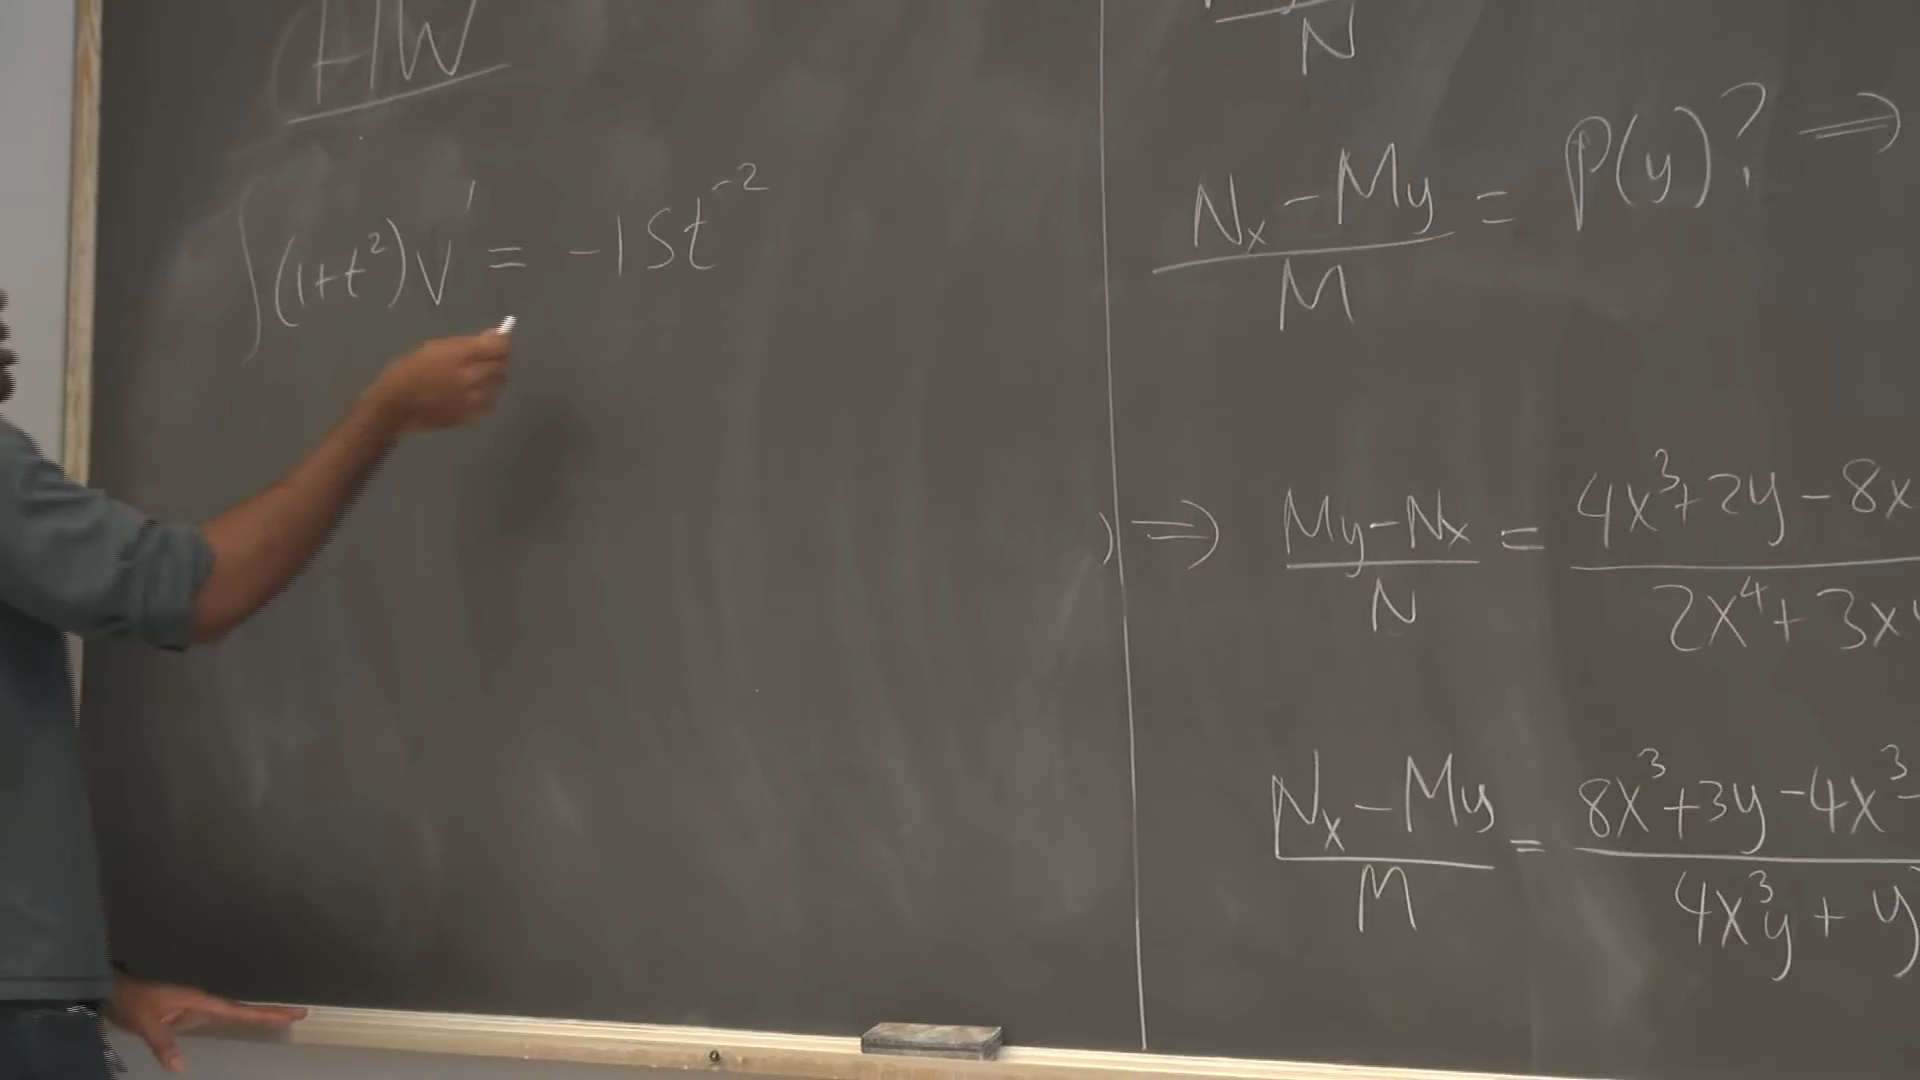 HW
∫(1+t²)v' = -15t⁻²
N
Nx - My / M = P(y)? ⇒
) ⇒ My - Nx / N = 4x³+2y-8x / 2x⁴+3x
Nx - My / M = 8x³+3y-4x³- / 4x³y+y